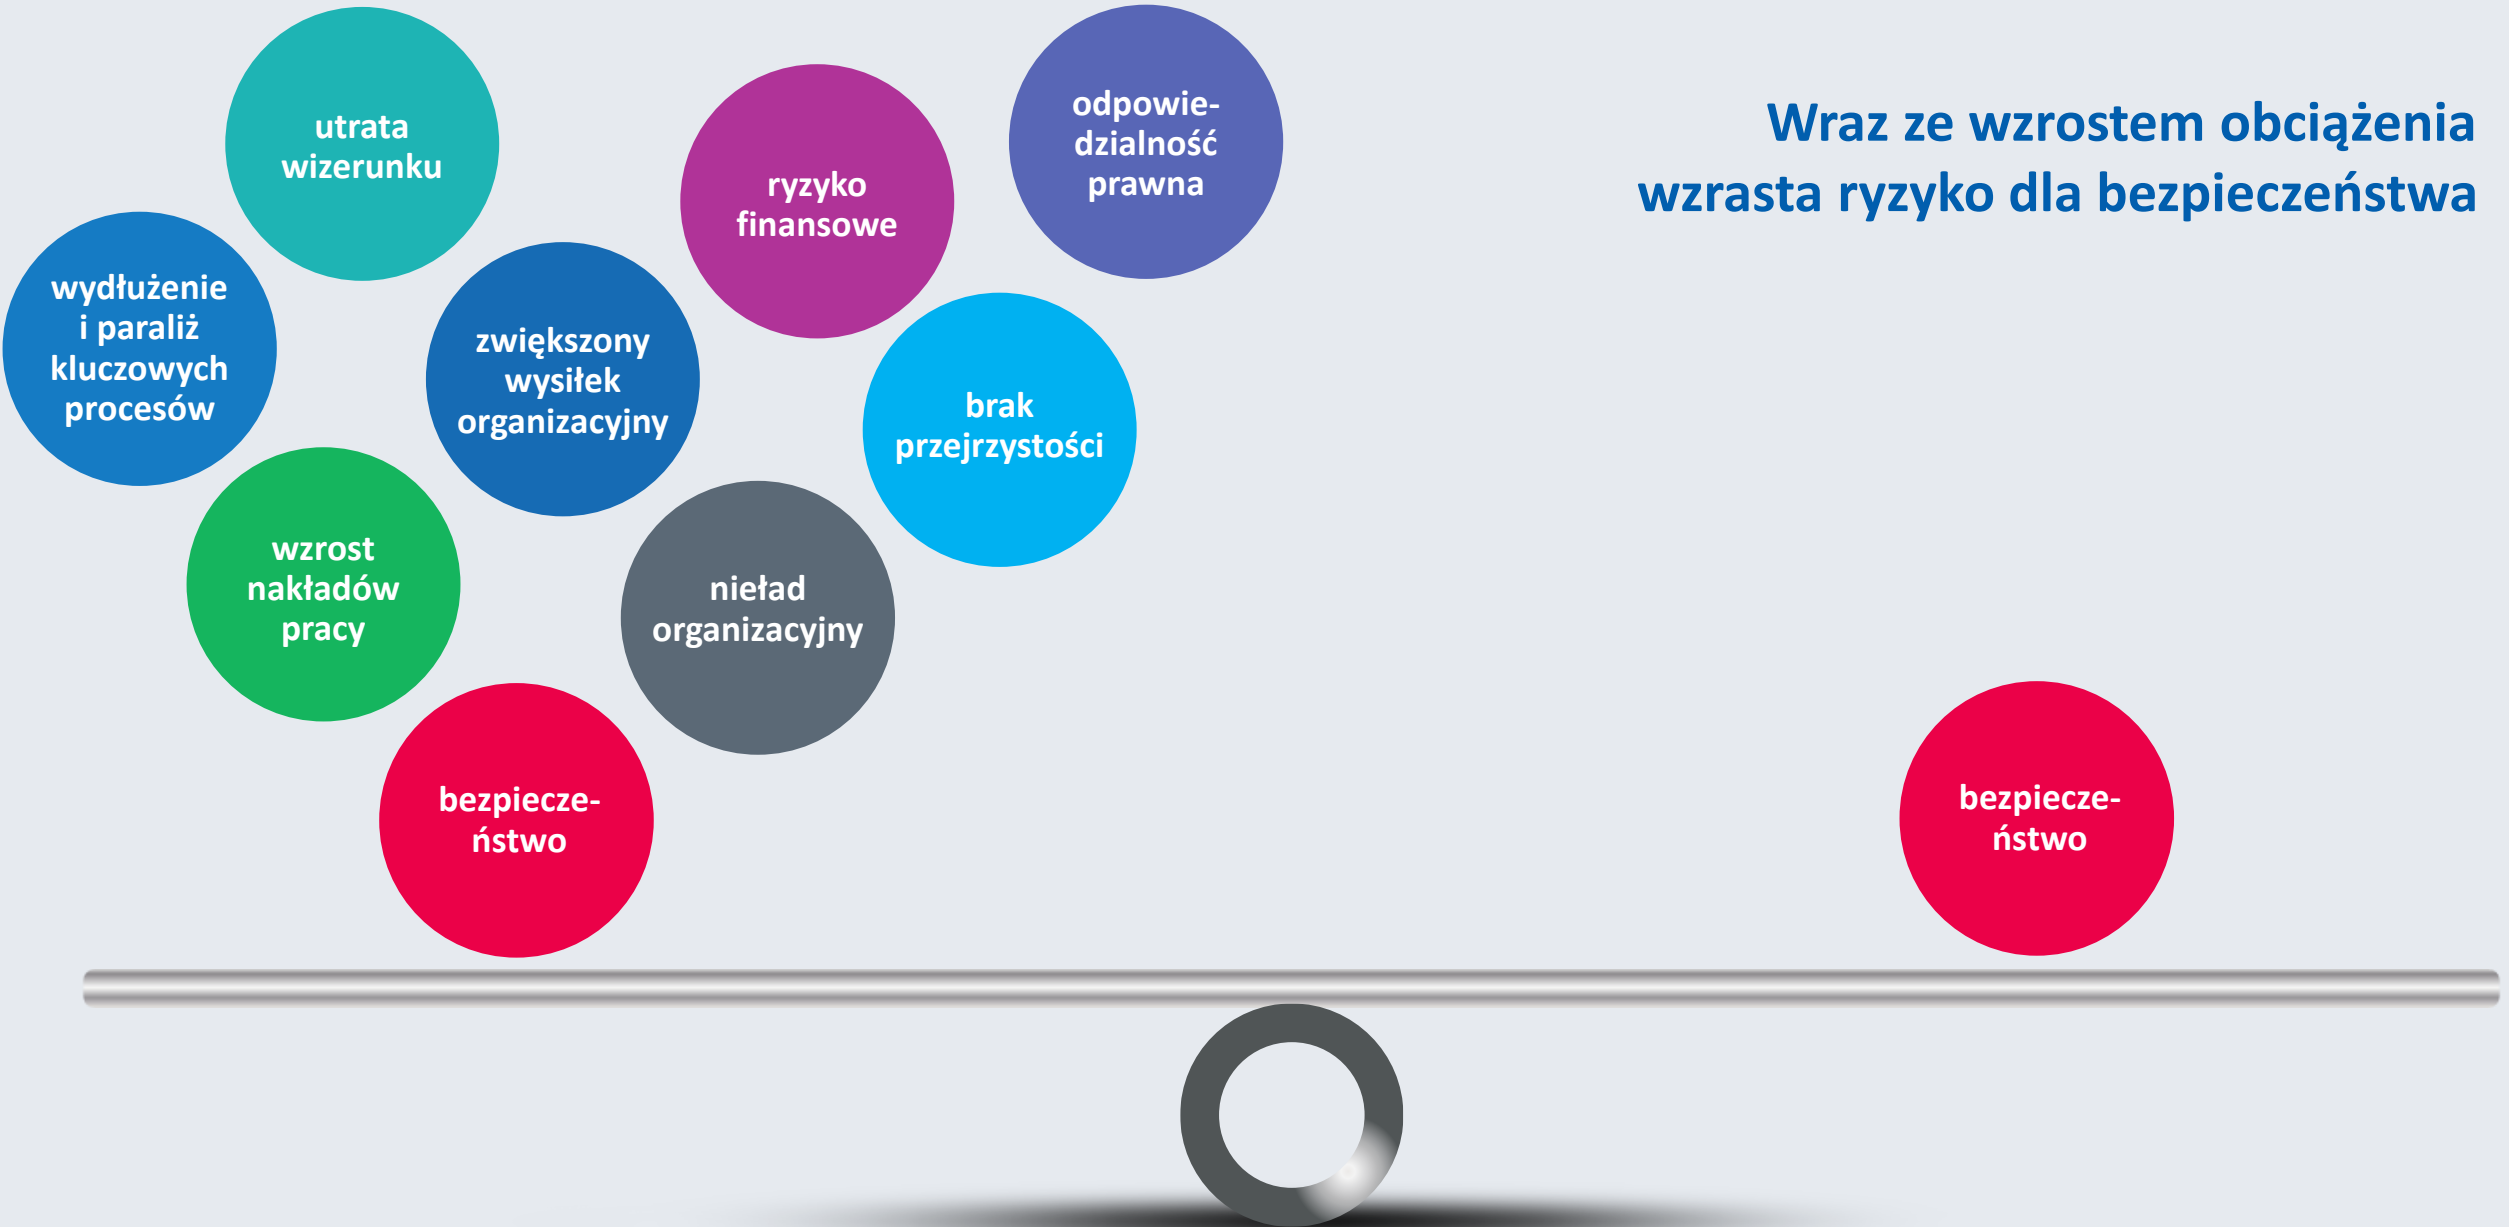 Wraz ze wzrostem obciążenia
wzrasta ryzyko dla bezpieczeństwa
utrata
wizerunku
ryzyko
finansowe
odpowie-
dzialność
prawna
wydłużenie
i paraliż
kluczowych
procesów
zwiększony
wysiłek
organizacyjny
brak
przejrzystości
wzrost
nakładów
pracy
nieład
organizacyjny
bezpiecze-
ństwo
bezpiecze-
ństwo